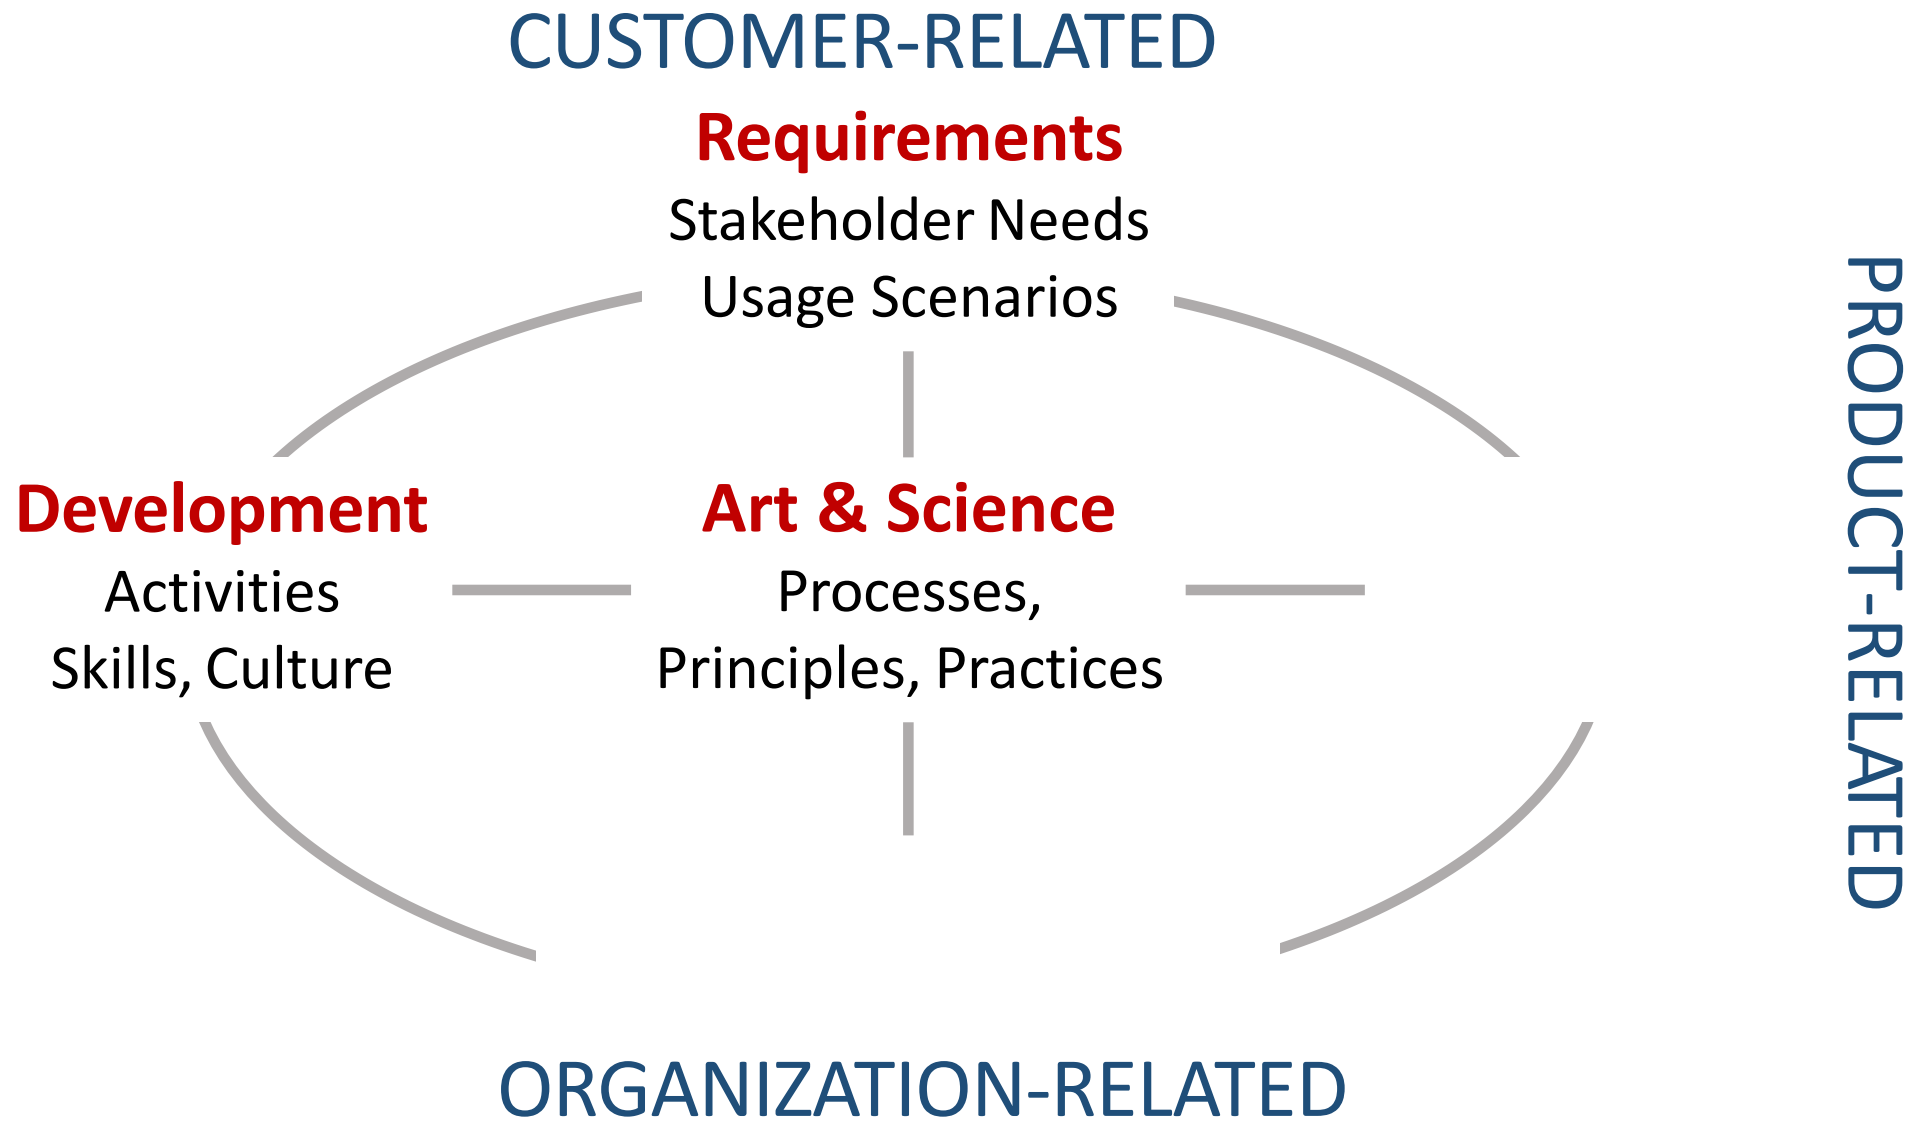 CUSTOMER-RELATED
Requirements
Stakeholder Needs
Usage Scenarios
Development
Activities
Skills, Culture
Art & Science
Processes,
Principles, Practices
PRODUCT-RELATED
ORGANIZATION-RELATED